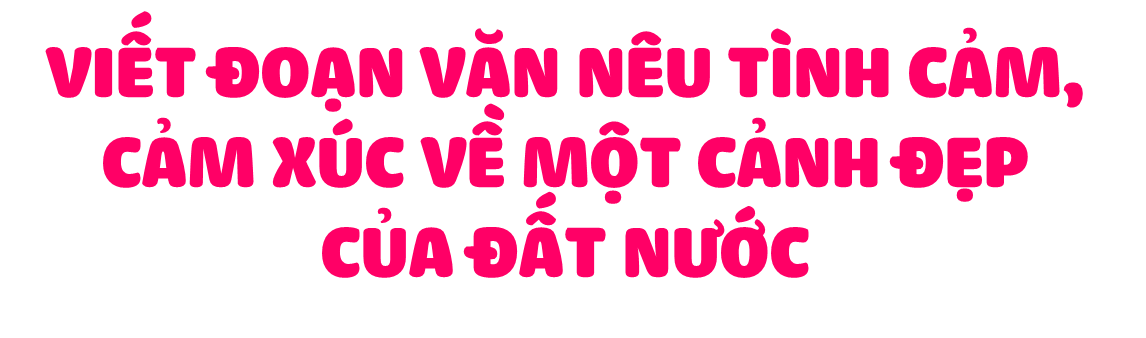 VIẾT ĐOẠN VĂN NÊU TÌNH CẢM,
CẢM XÚC VỀ MỘT CẢNH ĐẸP
CỦA ĐẤT NƯỚC